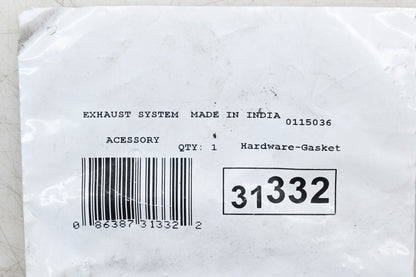 EXHAUST SYSTEM MADE IN INDIA 0115036
ACESSORY QTY: 1 Hardware-Gasket
31332
0 86387 31332 2